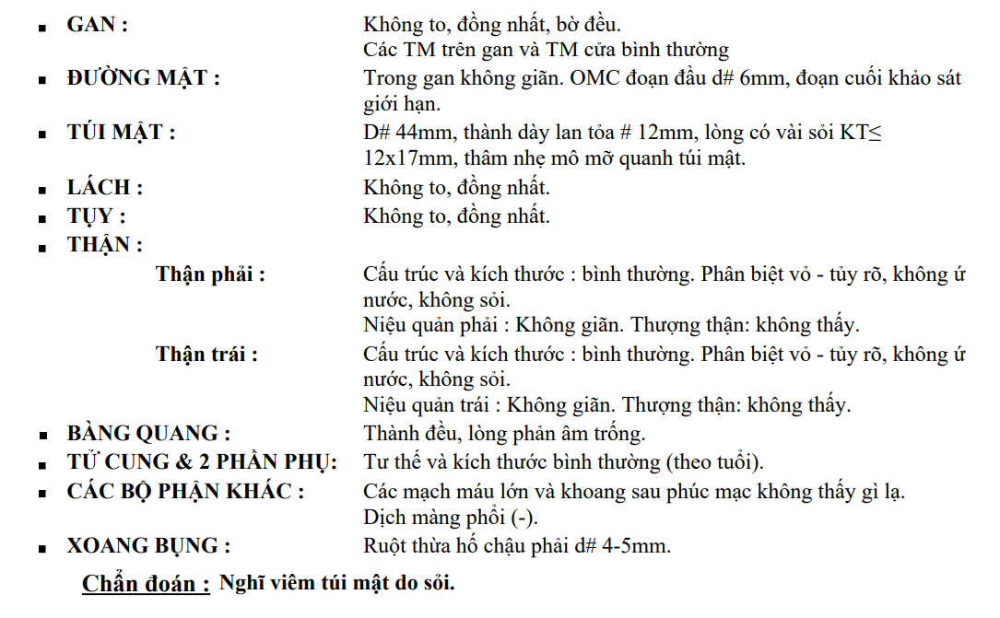 ▪ GAN : Không to, đồng nhất, bờ đều.
Các TM trên gan và TM cửa bình thường
▪ ĐƯỜNG MẬT : Trong gan không giãn. OMC đoạn đầu d# 6mm, đoạn cuối khảo sát
giới hạn.
▪ TÚI MẬT : D# 44mm, thành dày lan tỏa # 12mm, lòng có vài sỏi KT≤
12x17mm, thâm nhẹ mô mỡ quanh túi mật.
▪ LÁCH : Không to, đồng nhất.
▪ TỤY : Không to, đồng nhất.
▪ THẬN :
Thận phải : Cấu trúc và kích thước : bình thường. Phân biệt vỏ - tủy rõ, không ứ
nước, không sỏi.
Niệu quản phải : Không giãn. Thượng thận: không thấy.
Thận trái : Cấu trúc và kích thước : bình thường. Phân biệt vỏ - tủy rõ, không ứ
nước, không sỏi.
Niệu quản trái : Không giãn. Thượng thận: không thấy.
▪ BÀNG QUANG : Thành đều, lòng phản âm trống.
▪ TỬ CUNG & 2 PHẦN PHỤ: Tư thế và kích thước bình thường (theo tuổi).
▪ CÁC BỘ PHẬN KHÁC : Các mạch máu lớn và khoang sau phúc mạc không thấy gì lạ.
Dịch màng phổi (-).
▪ XOANG BỤNG : Ruột thừa hố chậu phải d# 4-5mm.
Chẩn đoán : Nghĩ viêm túi mật do sỏi.